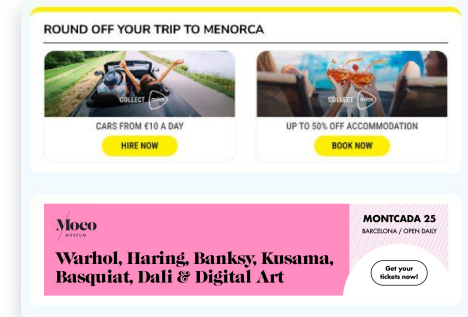 ROUND OFF YOUR TRIP TO MENORCA
COLLECT
COLLECT
CARS FROM €10 A DAY
UP TO 50% OFF ACCOMMODATION
HIRE NOW
BOOK NOW
Moco
MUSEUM
MONTCADA 25
BARCELONA / OPEN DAILY
Warhol, Haring, Banksy, Kusama,
Basquiat, Dali & Digital Art
Get your
tickets now!